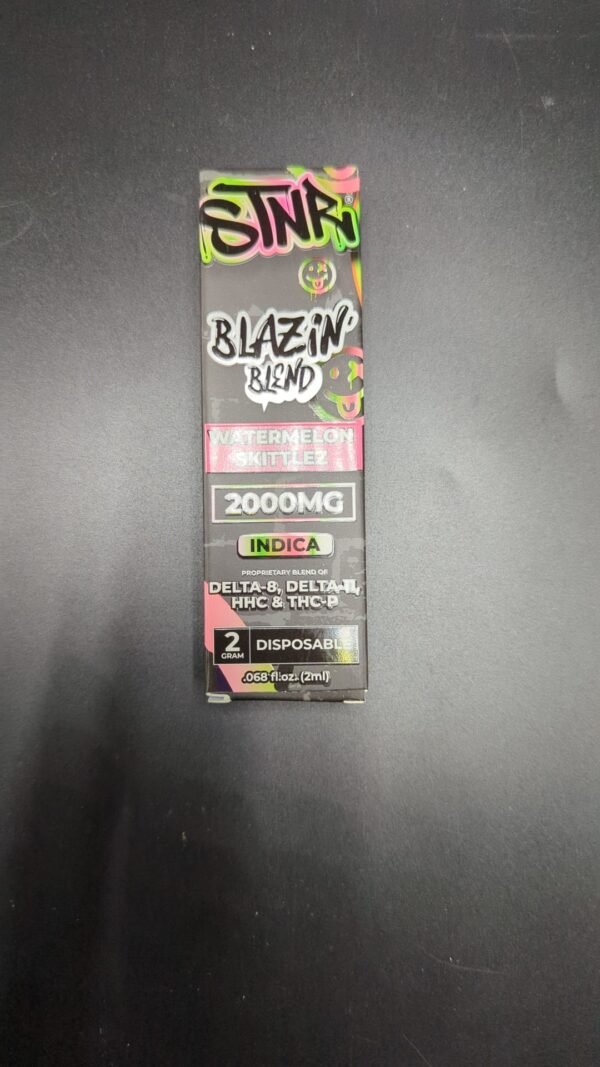 STNR®
BLAZiN'
BLEND
WATERMELON
SKITTLEZ
2000MG
INDICA
PROPRIETARY BLEND OF
DELTA-8, DELTA-11,
HHC & THC-P
2
GRAM
DISPOSABLE
.068 fl.oz. (2ml)